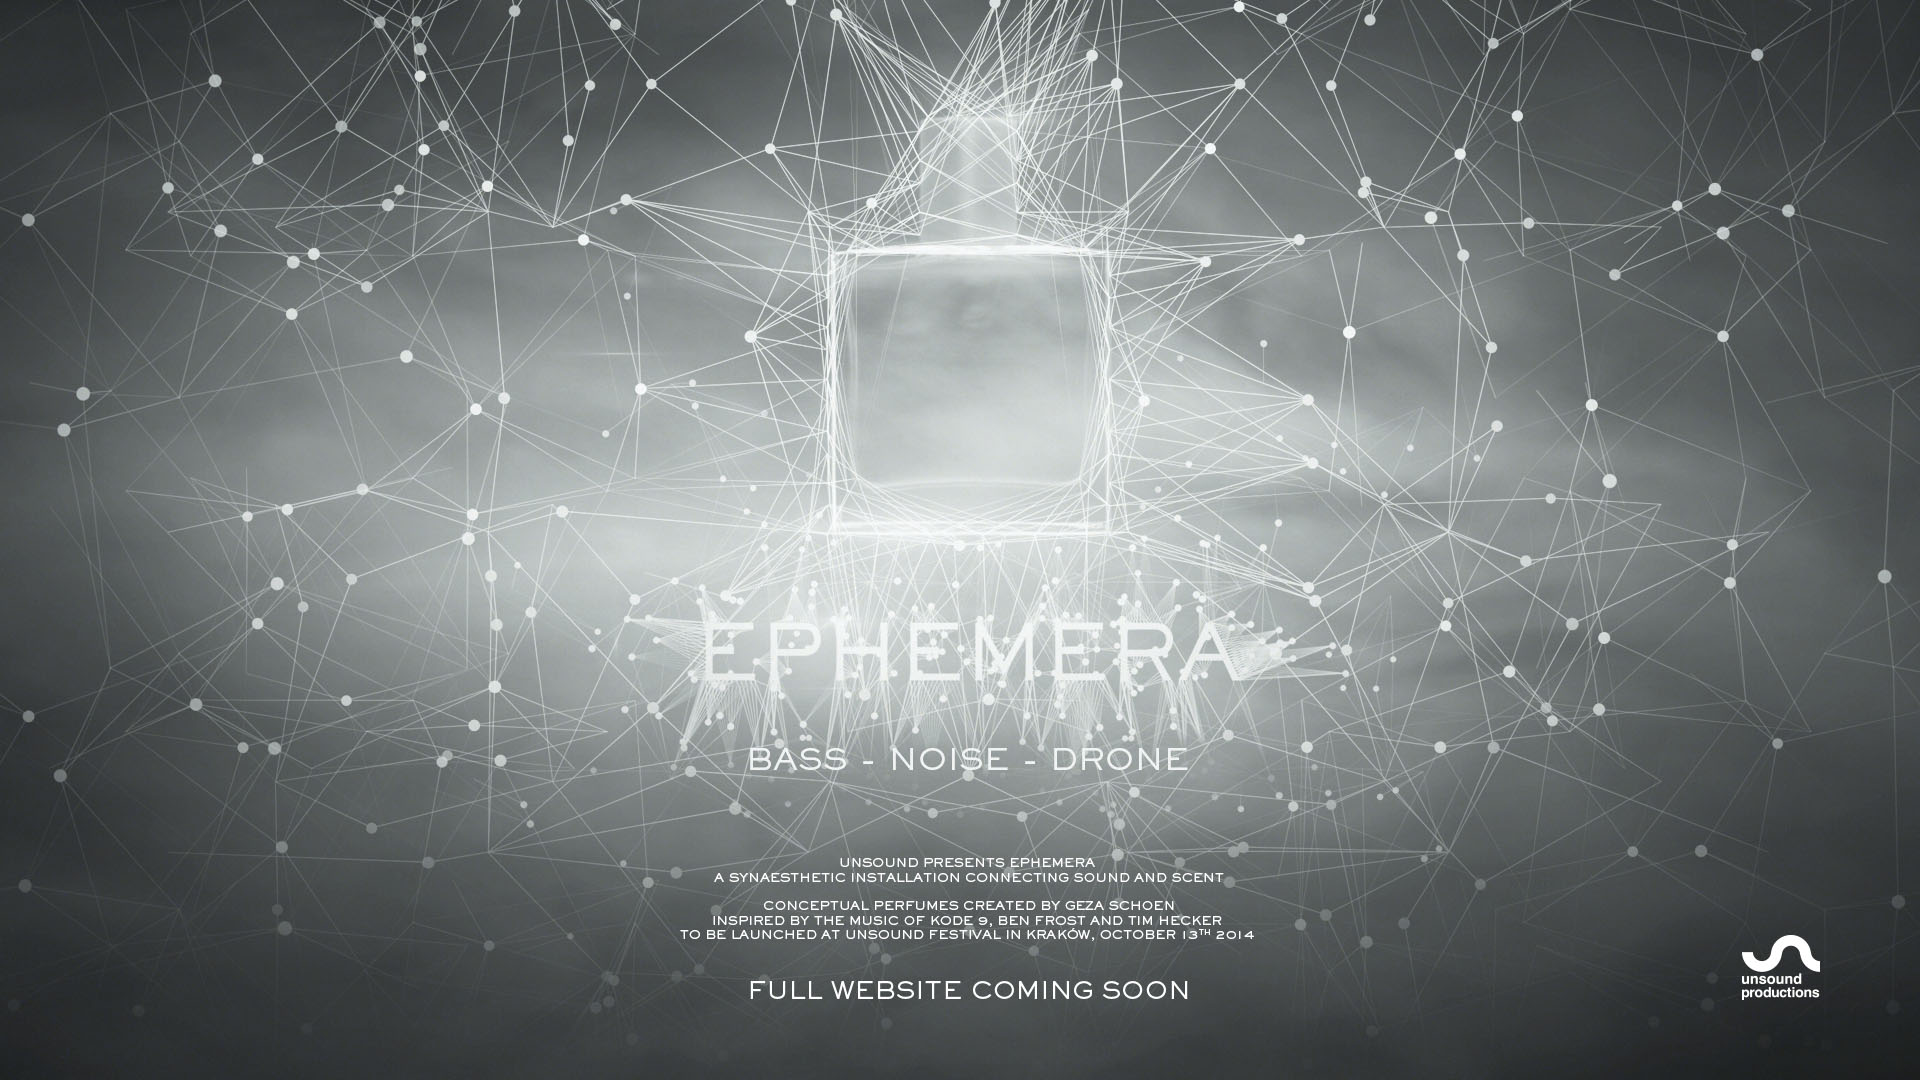 EPHEMERA
BASS - NOISE - DRONE
UNSOUND PRESENTS EPHEMERA
A SYNAESTHETIC INSTALLATION CONNECTING SOUND AND SCENT
CONCEPTUAL PERFUMES CREATED BY GEZA SCHOEN
INSPIRED BY THE MUSIC OF KODE 9, BEN FROST AND TIM HECKER
TO BE LAUNCHED AT UNSOUND FESTIVAL IN KRAKÓW, OCTOBER 13TH 2014
FULL WEBSITE COMING SOON
unsound
productions